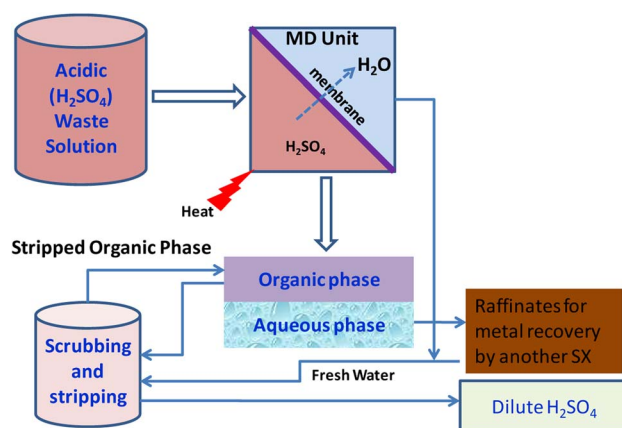 Acidic
(H₂SO₄)
Waste
Solution
MD Unit
H₂O
membrane
H₂SO₄
Heat
Stripped Organic Phase
Organic phase
Aqueous phase
Raffinates for
metal recovery
by another SX
Scrubbing
and
stripping
Fresh Water
Dilute H₂SO₄